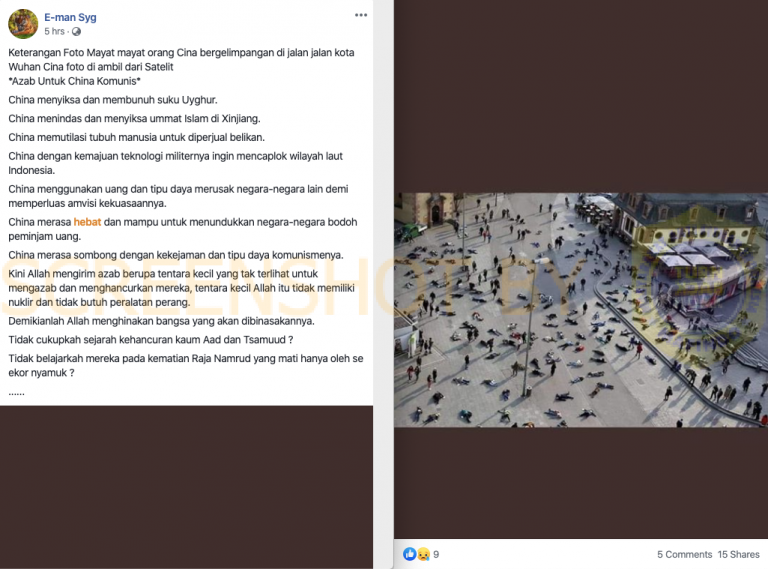 E-man Syg
5 hrs ·
Keterangan Foto Mayat mayat orang Cina bergelimpangan di jalan jalan kota
Wuhan Cina foto di ambil dari Satelit
*Azab Untuk China Komunis*
China menyiksa dan membunuh suku Uyghur.
China menindas dan menyiksa ummat Islam di Xinjiang.
China memutilasi tubuh manusia untuk diperjual belikan.
China dengan kemajuan teknologi militernya ingin mencaplok wilayah laut
Indonesia.
China menggunakan uang dan tipu daya merusak negara-negara lain demi
memperluas amvisi kekuasaannya.
China merasa hebat dan mampu untuk menundukkan negara-negara bodoh
peminjam uang.
China merasa sombong dengan kekejaman dan tipu daya komunismenya.
Kini Allah mengirim azab berupa tentara kecil yang tak terlihat untuk
mengazab dan menghancurkan mereka, tentara kecil Allah itu tidak memiliki
nuklir dan tidak butuh peralatan perang.
Demikianlah Allah menghinakan bangsa yang akan dibinasakannya.
Tidak cukupkah sejarah kehancuran kaum Aad dan Tsamuud ?
Tidak belajarkah mereka pada kematian Raja Namrud yang mati hanya oleh se
ekor nyamuk ?
......
SCREENSHOT BY
9
5 Comments 15 Shares